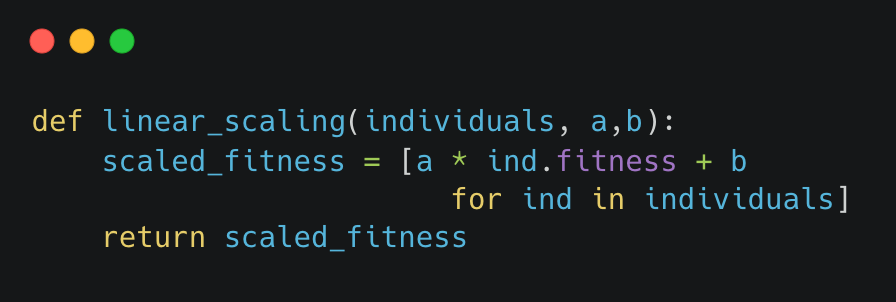 def linear_scaling(individuals, a,b):
    scaled_fitness = [a * ind.fitness + b
                         for ind in individuals]
    return scaled_fitness